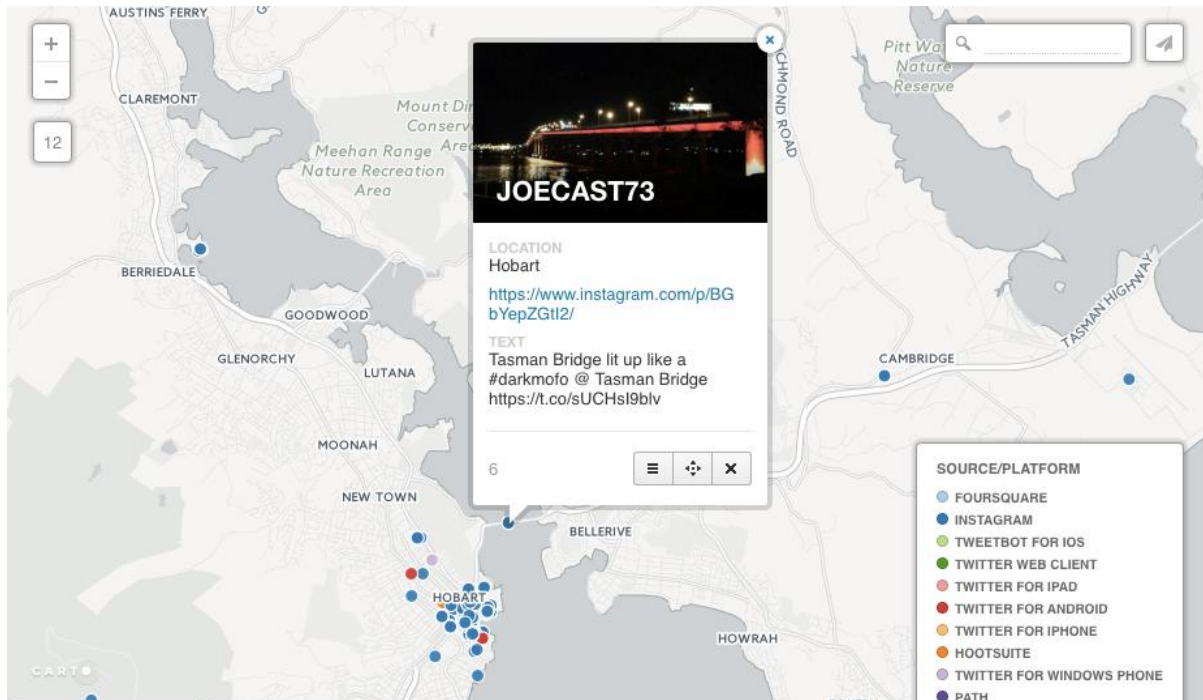 AUSTINS FERRY
+
−
12
CLAREMONT
Mount Dir
Conserv
Area
Meehan Range
Nature Recreation
Area
BERRIEDALE
GOODWOOD
GLENORCHY
LUTANA
MOONAH
NEW TOWN
HOBART
CARTO
×
JOECAST73
LOCATION
Hobart
https://www.instagram.com/p/BG
bYepZGtI2/
TEXT
Tasman Bridge lit up like a
#darkmofo @ Tasman Bridge
https://t.co/sUCHsI9blv
6
CHMOND ROAD
Pitt Wa
Nature
Reserve
TASMAN HIGHWAY
CAMBRIDGE
BELLERIVE
HOWRAH
SOURCE/PLATFORM
FOURSQUARE
INSTAGRAM
TWEETBOT FOR IOS
TWITTER WEB CLIENT
TWITTER FOR IPAD
TWITTER FOR ANDROID
TWITTER FOR IPHONE
HOOTSUITE
TWITTER FOR WINDOWS PHONE
PATH